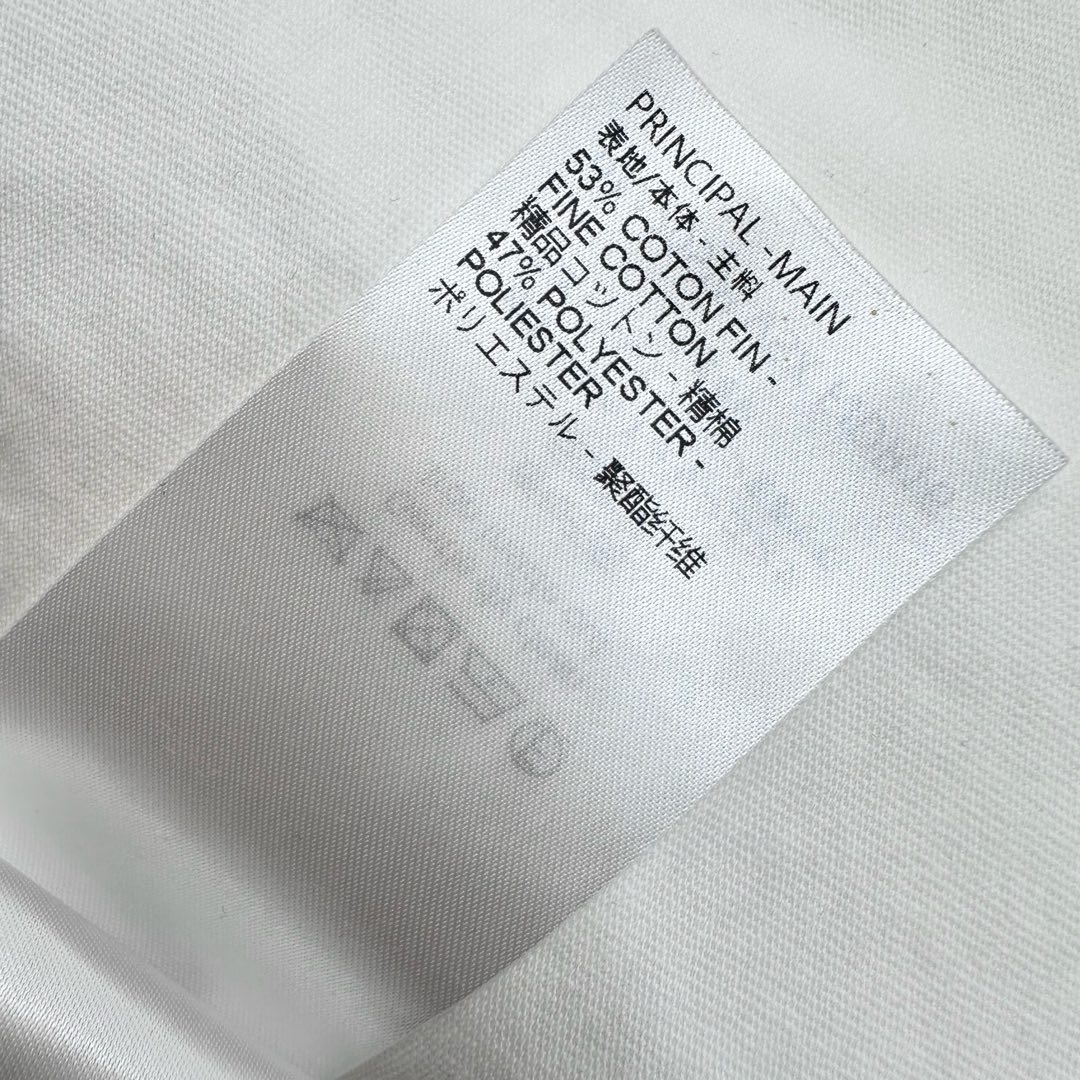 PRINCIPAL -MAIN
表地/本体 - 主料
53% COTON FIN -
FINE COTTON
精品コットン - 精棉
47% POLYESTER -
POLIESTER
ポリエステル - 聚酯纤维